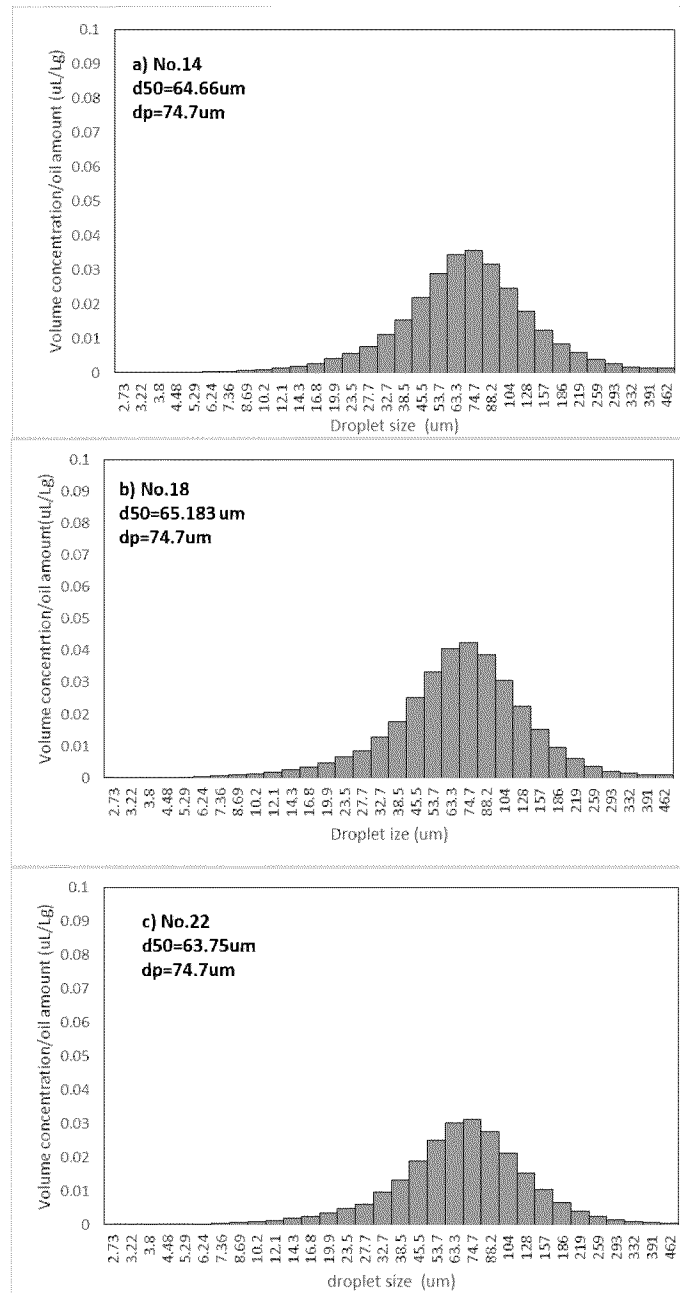 0.1
0.09
0.08
0.07
0.06
0.05
0.04
0.03
0.02
0.01
0
Volume concentration/oil amount (uL/Lg)
a) No.14
d50=64.66um
dp=74.7um
2.73 3.22 3.8 4.48 5.29 6.24 7.36 8.69 10.2 12.1 14.3 16.8 19.9 23.5 27.7 32.7 38.5 45.5 53.7 63.3 74.7 88.2 104 128 157 186 219 259 293 332 391 462
Droplet size (um)
0.1
0.09
0.08
0.07
0.06
0.05
0.04
0.03
0.02
0.01
0
Volume concentrtion/oil amount(uL/Lg)
b) No.18
d50=65.183 um
dp=74.7um
2.73 3.22 3.8 4.48 5.29 6.24 7.36 8.69 10.2 12.1 14.3 16.8 19.9 23.5 27.7 32.7 38.5 45.5 53.7 63.3 74.7 88.2 104 128 157 186 219 259 293 332 391 462
Droplet ize (um)
0.1
0.09
0.08
0.07
0.06
0.05
0.04
0.03
0.02
0.01
0
Volume concentration/oil amount (uL/Lg)
c) No.22
d50=63.75um
dp=74.7um
2.73 3.22 3.8 4.48 5.29 6.24 7.36 8.69 10.2 12.1 14.3 16.8 19.9 23.5 27.7 32.7 38.5 45.5 53.7 63.3 74.7 88.2 104 128 157 186 219 259 293 332 391 462
droplet size (um)